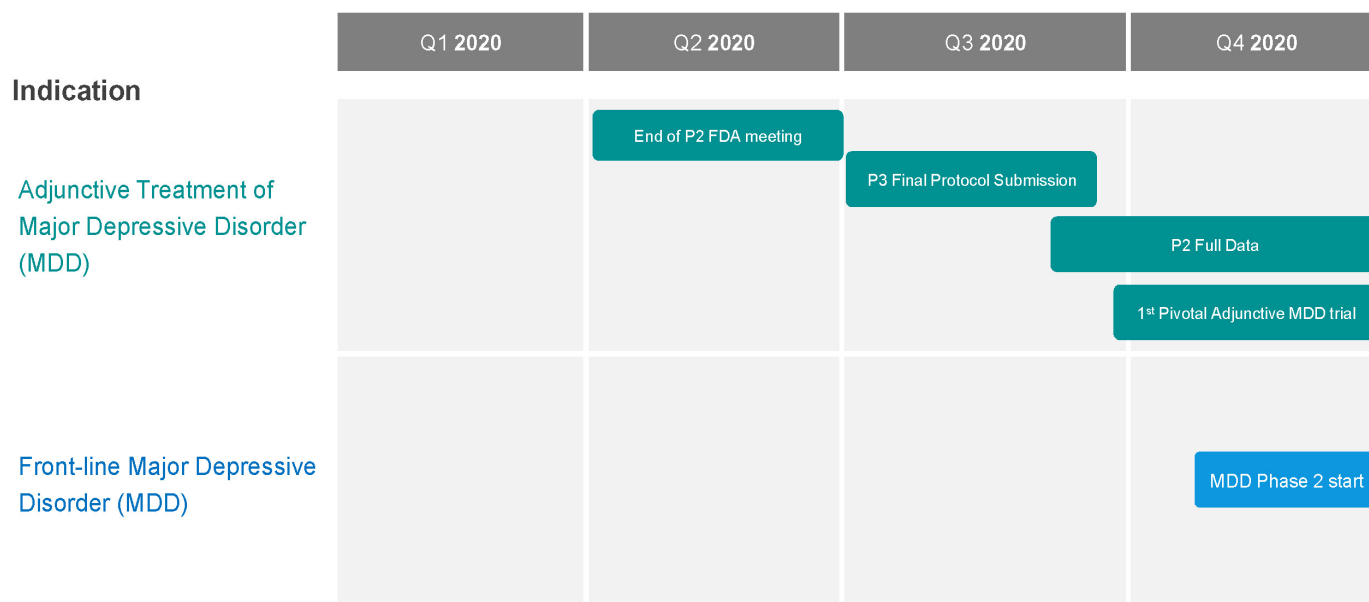 Q1 2020
Q2 2020
Q3 2020
Q4 2020
Indication
End of P2 FDA meeting
P3 Final Protocol Submission
Adjunctive Treatment of
Major Depressive Disorder
(MDD)
P2 Full Data
1st Pivotal Adjunctive MDD trial
Front-line Major Depressive
Disorder (MDD)
MDD Phase 2 start